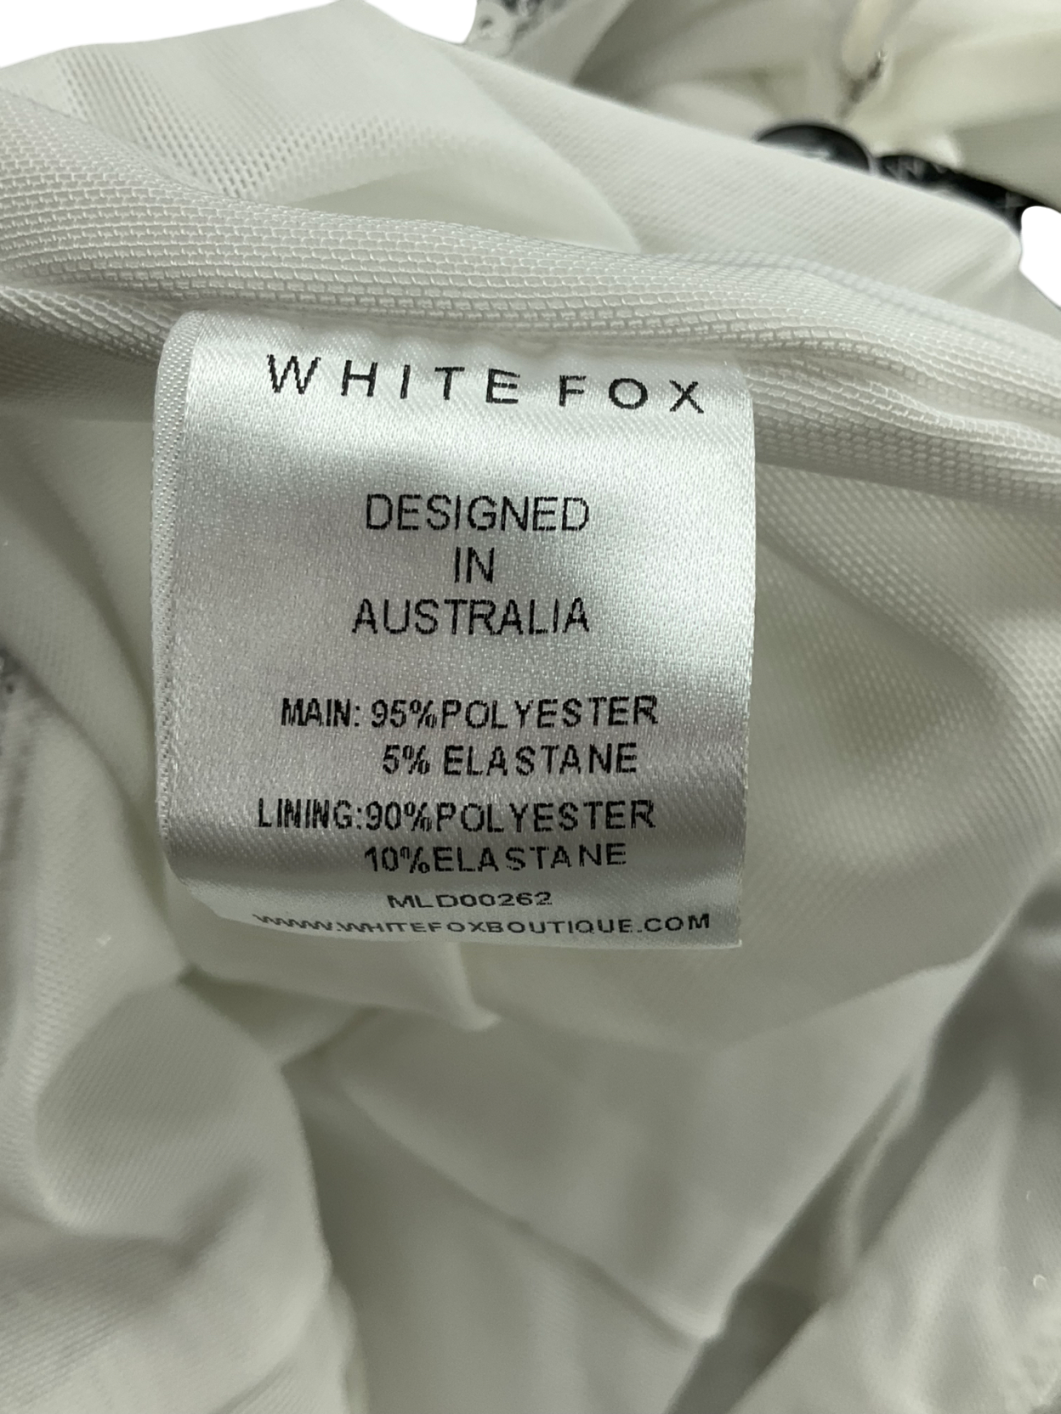 WHITE FOX
DESIGNED
IN
AUSTRALIA
MAIN: 95%POLYESTER
5% ELASTANE
LINING:90%POLYESTER
10%ELASTANE
MLD00262
WWW.WHITEFOXBOUTIQUE.COM